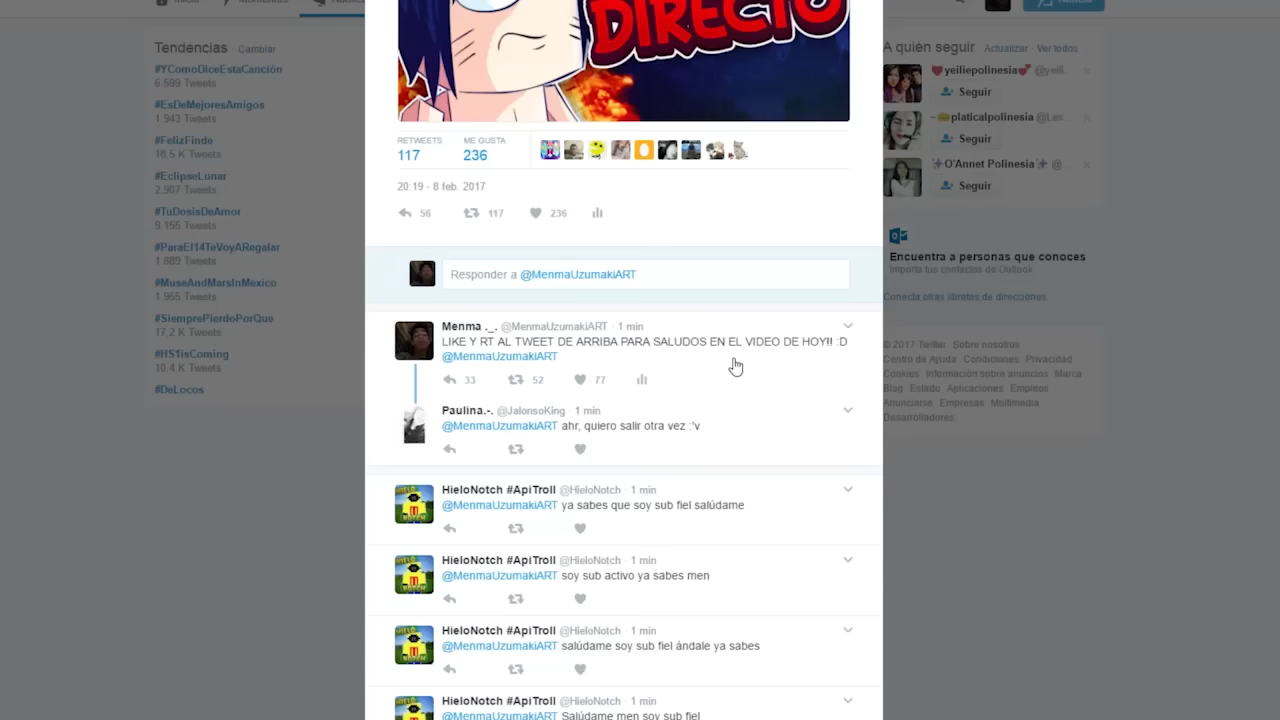 Inicio
Momentos
DIRECTO
Tendencias · Cambiar
#YComoDiceEstaCanción
6.599 Tweets
#EsDeMejoresAmigos
1.943 Tweets
#FelizFinde
18,5 K Tweets
#EclipseLunar
2.907 Tweets
#TuDosisDeAmor
9.155 Tweets
#ParaEl14TeVoyARegalar
1.889 Tweets
#MuseAndMarsInMexico
1.955 Tweets
#SiemprePierdoPorQue
17,2 K Tweets
#HS1isComing
10,4 K Tweets
#DeLocos
RETWEETS
117
ME GUSTA
236
20:19 - 8 feb. 2017
56 117 236
Responder a @MenmaUzumakiART
Menma ._. @MenmaUzumakiART · 1 min
LIKE Y RT AL TWEET DE ARRIBA PARA SALUDOS EN EL VIDEO DE HOY!! :D
@MenmaUzumakiART
33 52 77
Paulina.-. @JalonsoKing · 1 min
@MenmaUzumakiART ahr, quiero salir otra vez :'v
HieloNotch #ApiTroll @HieloNotch · 1 min
@MenmaUzumakiART ya sabes que soy sub fiel salúdame
HieloNotch #ApiTroll @HieloNotch · 1 min
@MenmaUzumakiART soy sub activo ya sabes men
HieloNotch #ApiTroll @HieloNotch · 1 min
@MenmaUzumakiART salúdame soy sub fiel ándale ya sabes
HieloNotch #ApiTroll @HieloNotch · 1 min
@MenmaUzumakiART Salúdame men soy sub fiel
A quién seguir Actualizar · Ver todos
yeiliepolinesia @yeili...
Seguir
platicalpolinesia @Les...
Seguir
O'Annet Polinesia @...
Seguir
Encuentra a personas que conoces
Importa tus contactos de Outlook
Conecta otras libretas de direcciones
© 2017 Twitter Sobre nosotros
Centro de Ayuda Condiciones Privacidad
Cookies Información sobre anuncios Marca
Blog Estado Aplicaciones Empleos
Anunciarse Empresas Multimedia
Desarrolladores